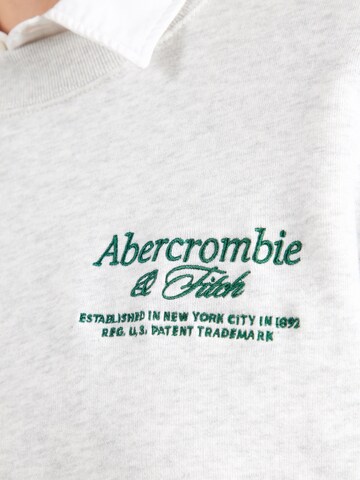 Abercrombie
& Fitch
ESTABLISHED IN NEW YORK CITY IN 1892
REG. U.S. PATENT TRADEMARK